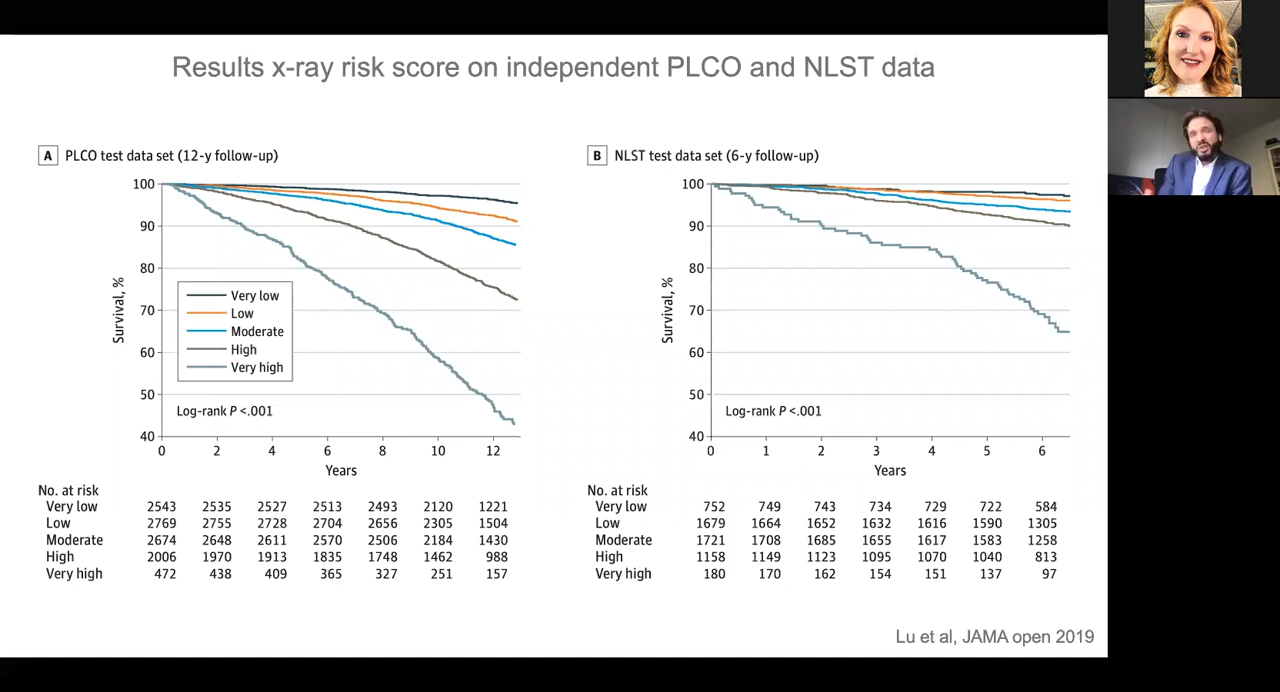 Results x-ray risk score on independent PLCO and NLST data
A PLCO test data set (12-y follow-up)
100
90
80
70
60
50
40
Survival, %
Very low
Low
Moderate
High
Very high
Log-rank P <.001
0 2 4 6 8 10 12
Years
No. at risk
Very low 2543 2535 2527 2513 2493 2120 1221
Low 2769 2755 2728 2704 2656 2305 1504
Moderate 2674 2648 2611 2570 2506 2184 1430
High 2006 1970 1913 1835 1748 1462 988
Very high 472 438 409 365 327 251 157
B NLST test data set (6-y follow-up)
100
90
80
70
60
50
40
Survival, %
Log-rank P <.001
0 1 2 3 4 5 6
Years
No. at risk
Very low 752 749 743 734 729 722 584
Low 1679 1664 1652 1632 1616 1590 1305
Moderate 1721 1708 1685 1655 1617 1583 1258
High 1158 1149 1123 1095 1070 1040 813
Very high 180 170 162 154 151 137 97
Lu et al, JAMA open 2019